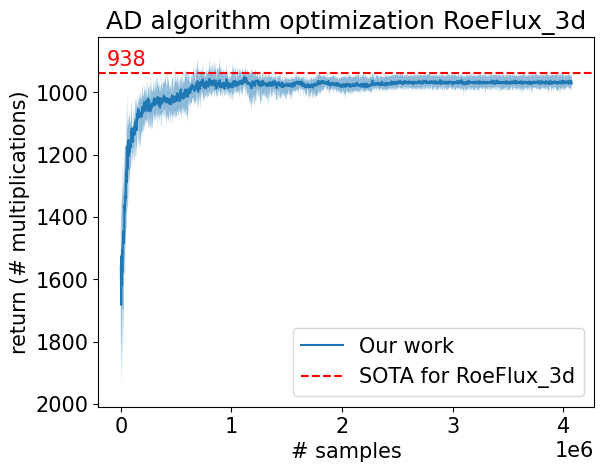 AD algorithm optimization RoeFlux_3d
938
return (# multiplications)
1000
1200
1400
1600
1800
2000
Our work
SOTA for RoeFlux_3d
0 1 2 3 4
1e6
# samples